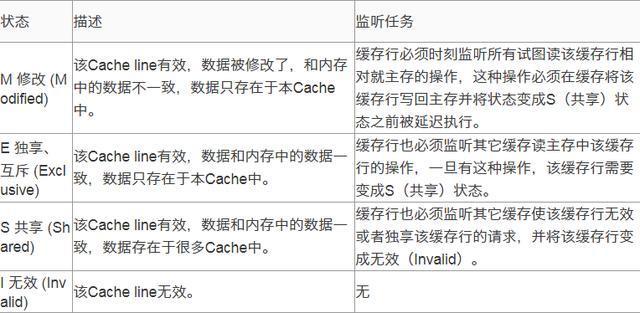 状态
描述
监听任务
M 修改 (M
odified)
该Cache line有效，数据被修改了，和内存
中的数据不一致，数据只存在于本Cache
中。
缓存行必须时刻监听所有试图读该缓存行相
对就主存的操作，这种操作必须在缓存将该
缓存行写回主存并将状态变成S（共享）状
态之前被延迟执行。
E 独享、
互斥 (Excl
usive)
该Cache line有效，数据和内存中的数据一
致，数据只存在于本Cache中。
缓存行也必须监听其它缓存读主存中该缓存
行的操作，一旦有这种操作，该缓存行需要
变成S（共享）状态。
S 共享 (Sh
ared)
该Cache line有效，数据和内存中的数据一
致，数据存在于很多Cache中。
缓存行也必须监听其它缓存使该缓存行无效
或者独享该缓存行的请求，并将该缓存行变
成无效（Invalid）。
I 无效 (Inv
alid)
该Cache line无效。
无